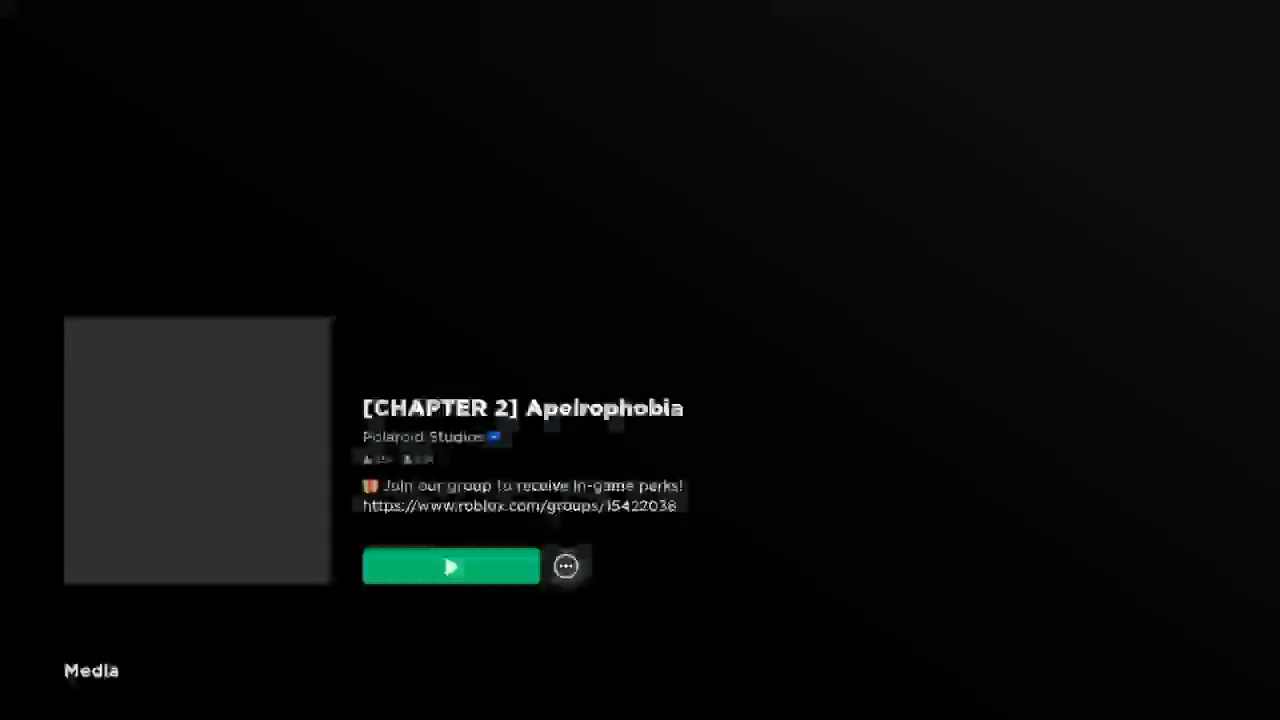 [CHAPTER 2] Apeirophobia
Polaroid Studios
Join our group to receive in-game perks!
https://www.roblox.com/groups/15422038
Media